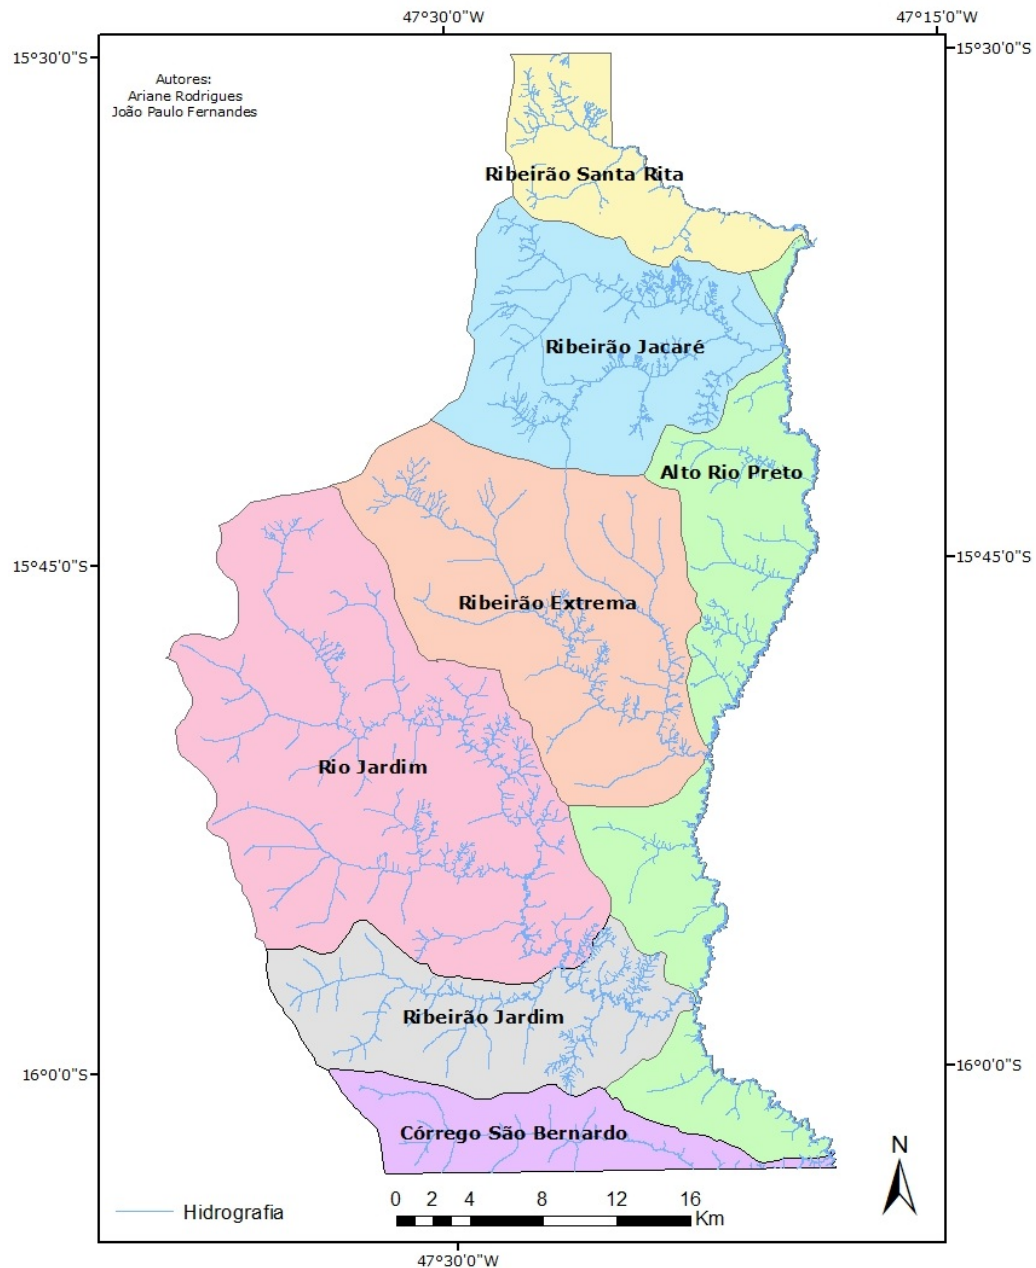 47°30'0"W
47°15'0"W
15°30'0"S
15°30'0"S
Autores:
Ariane Rodrigues
João Paulo Fernandes
Ribeirão Santa Rita
Ribeirão Jacaré
Alto Rio Preto
15°45'0"S
15°45'0"S
Ribeirão Extrema
Rio Jardim
Ribeirão Jardim
16°0'0"S
16°0'0"S
Córrego São Bernardo
N
Hidrografia
0 2 4 8 12 16
Km
47°30'0"W